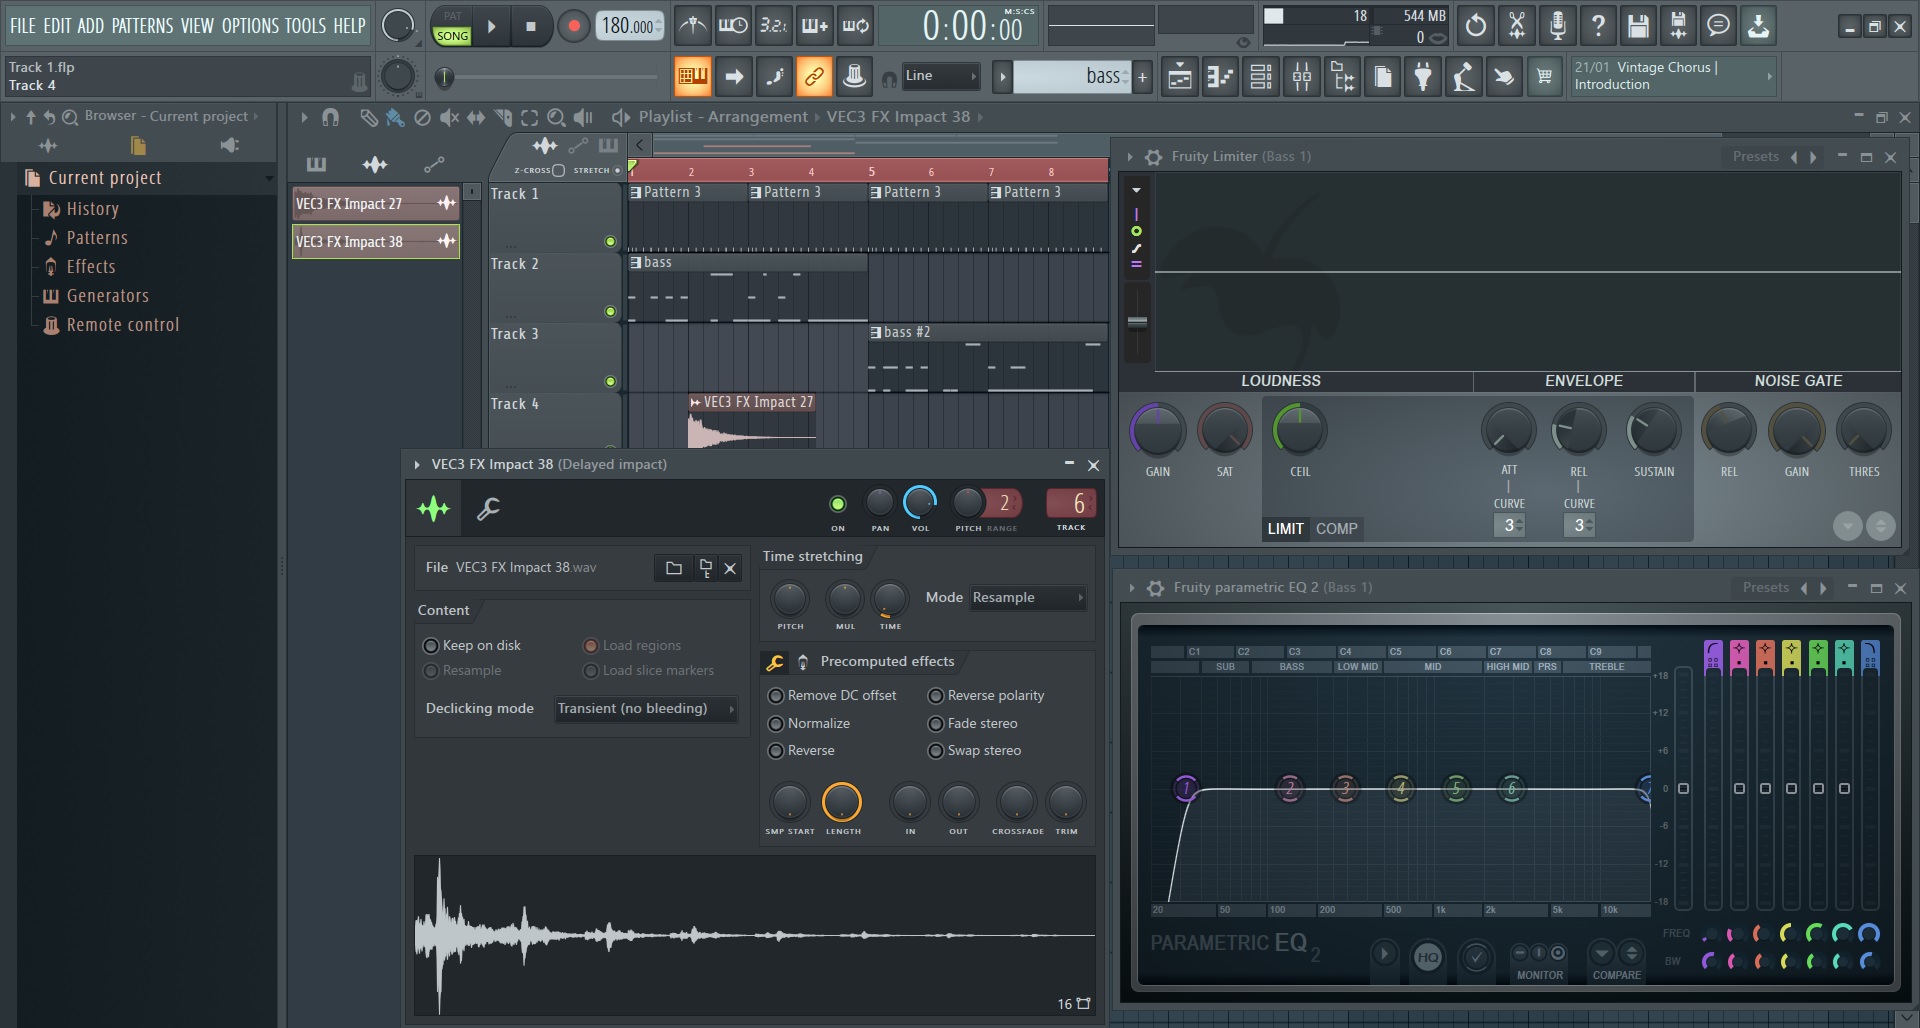 FILE EDIT ADD PATTERNS VIEW OPTIONS TOOLS HELP
PAT
SONG
180.000
3.2.1
M:S:CS
0:00:00
18
544 MB
0
Track 1.flp
Track 4
Line
bass
21/01 Vintage Chorus |
Introduction
Browser - Current project
Current project
History
Patterns
Effects
Generators
Remote control
Playlist - Arrangement VEC3 FX Impact 38
Z-CROSS STRETCH
VEC3 FX Impact 27
VEC3 FX Impact 38
1 2 3 4 5 6 7 8
Track 1
Pattern 3 Pattern 3 Pattern 3 Pattern 3
Track 2
bass
Track 3
bass #2
Track 4
VEC3 FX Impact 27
VEC3 FX Impact 38 (Delayed impact)
2
6
ON PAN VOL PITCH RANGE TRACK
File VEC3 FX Impact 38.wav
Content
Keep on disk
Load regions
Resample
Load slice markers
Declicking mode Transient (no bleeding)
Time stretching
Mode Resample
PITCH MUL TIME
Precomputed effects
Remove DC offset
Reverse polarity
Normalize
Fade stereo
Reverse
Swap stereo
SMP START LENGTH IN OUT CROSSFADE TRIM
16
Fruity Limiter (Bass 1)
Presets
LOUDNESS ENVELOPE NOISE GATE
GAIN SAT CEIL ATT REL SUSTAIN REL GAIN THRES
CURVE CURVE
3 3
LIMIT COMP
Fruity parametric EQ 2 (Bass 1)
Presets
C1 C2 C3 C4 C5 C6 C7 C8 C9
SUB BASS LOW MID MID HIGH MID PRS TREBLE
+18
+12
+6
0
-6
-12
-18
1 2 3 4 5 6 7
20 50 100 200 500 1k 2k 5k 10k
PARAMETRIC EQ 2
HQ
MONITOR
COMPARE
FREQ
BW